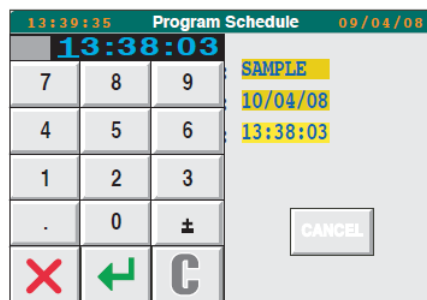 13:39:35 Program Schedule 09/04/08
13:38:03
: SAMPLE
: 10/04/08
: 13:38:03
7 8 9
4 5 6
1 2 3
. 0 ±
C
CANCEL